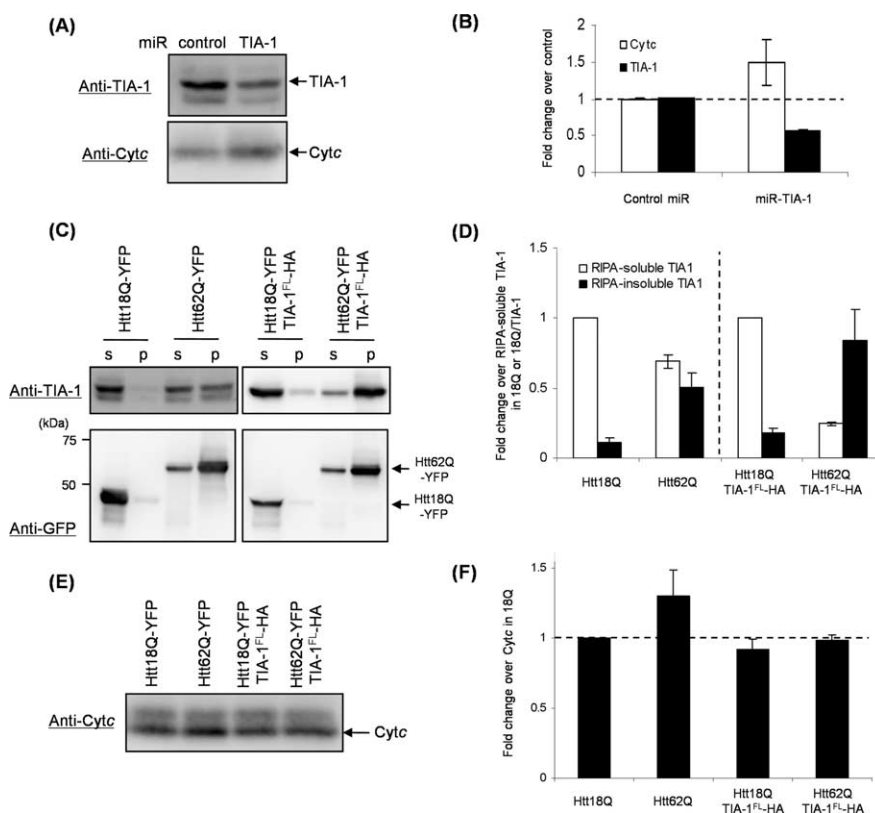 (A)
miR control TIA-1
Anti-TIA-1
TIA-1
Anti-Cytc
Cytc
(B)
Fold change over control
2
1.5
1
0.5
0
Cytc
TIA-1
Control miR
miR-TIA-1
(C)
Htt18Q-YFP
Htt62Q-YFP
Htt18Q-YFP
TIA-1FL-HA
Htt62Q-YFP
TIA-1FL-HA
s p s p s p s p
Anti-TIA-1
(kDa)
75
50
Anti-GFP
Htt62Q
-YFP
Htt18Q
-YFP
(D)
Fold change over RIPA-soluble TIA-1
in 18Q or 18Q/TIA-1
1.5
1
0.5
0
RIPA-soluble TIA1
RIPA-insoluble TIA1
Htt18Q
Htt62Q
Htt18Q
TIA-1FL-HA
Htt62Q
TIA-1FL-HA
(E)
Htt18Q-YFP
Htt62Q-YFP
Htt18Q-YFP
TIA-1FL-HA
Htt62Q-YFP
TIA-1FL-HA
Anti-Cytc
Cytc
(F)
Fold change over Cytc in 18Q
1.5
1
0.5
0
Htt18Q
Htt62Q
Htt18Q
TIA-1FL-HA
Htt62Q
TIA-1FL-HA